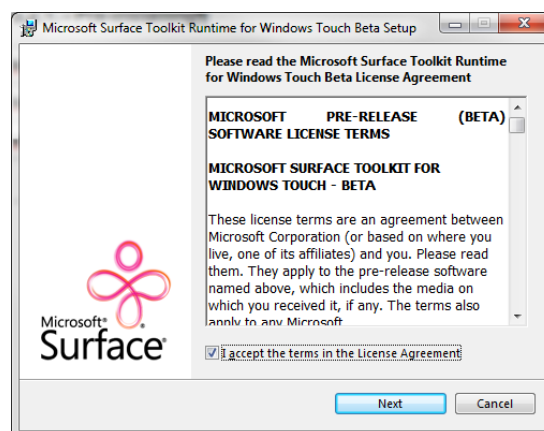 Microsoft Surface Toolkit Runtime for Windows Touch Beta Setup
Please read the Microsoft Surface Toolkit Runtime
for Windows Touch Beta License Agreement
MICROSOFT PRE-RELEASE (BETA)
SOFTWARE LICENSE TERMS
MICROSOFT SURFACE TOOLKIT FOR
WINDOWS TOUCH - BETA
These license terms are an agreement between
Microsoft Corporation (or based on where you
live, one of its affiliates) and you. Please read
them. They apply to the pre-release software
named above, which includes the media on
which you received it, if any. The terms also
apply to any Microsoft
Microsoft®
Surface®
I accept the terms in the License Agreement
Next
Cancel